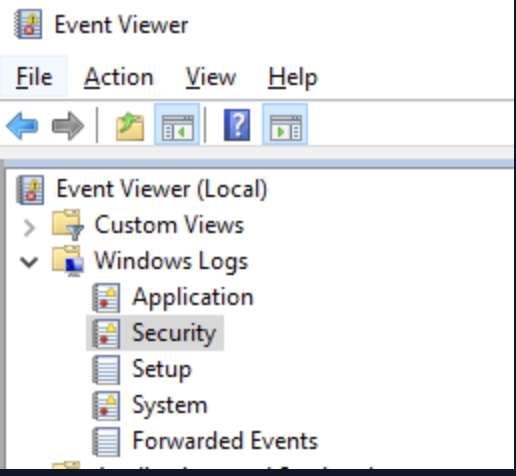 Event Viewer
File Action View Help
?
Event Viewer (Local)
Custom Views
Windows Logs
Application
Security
Setup
System
Forwarded Events